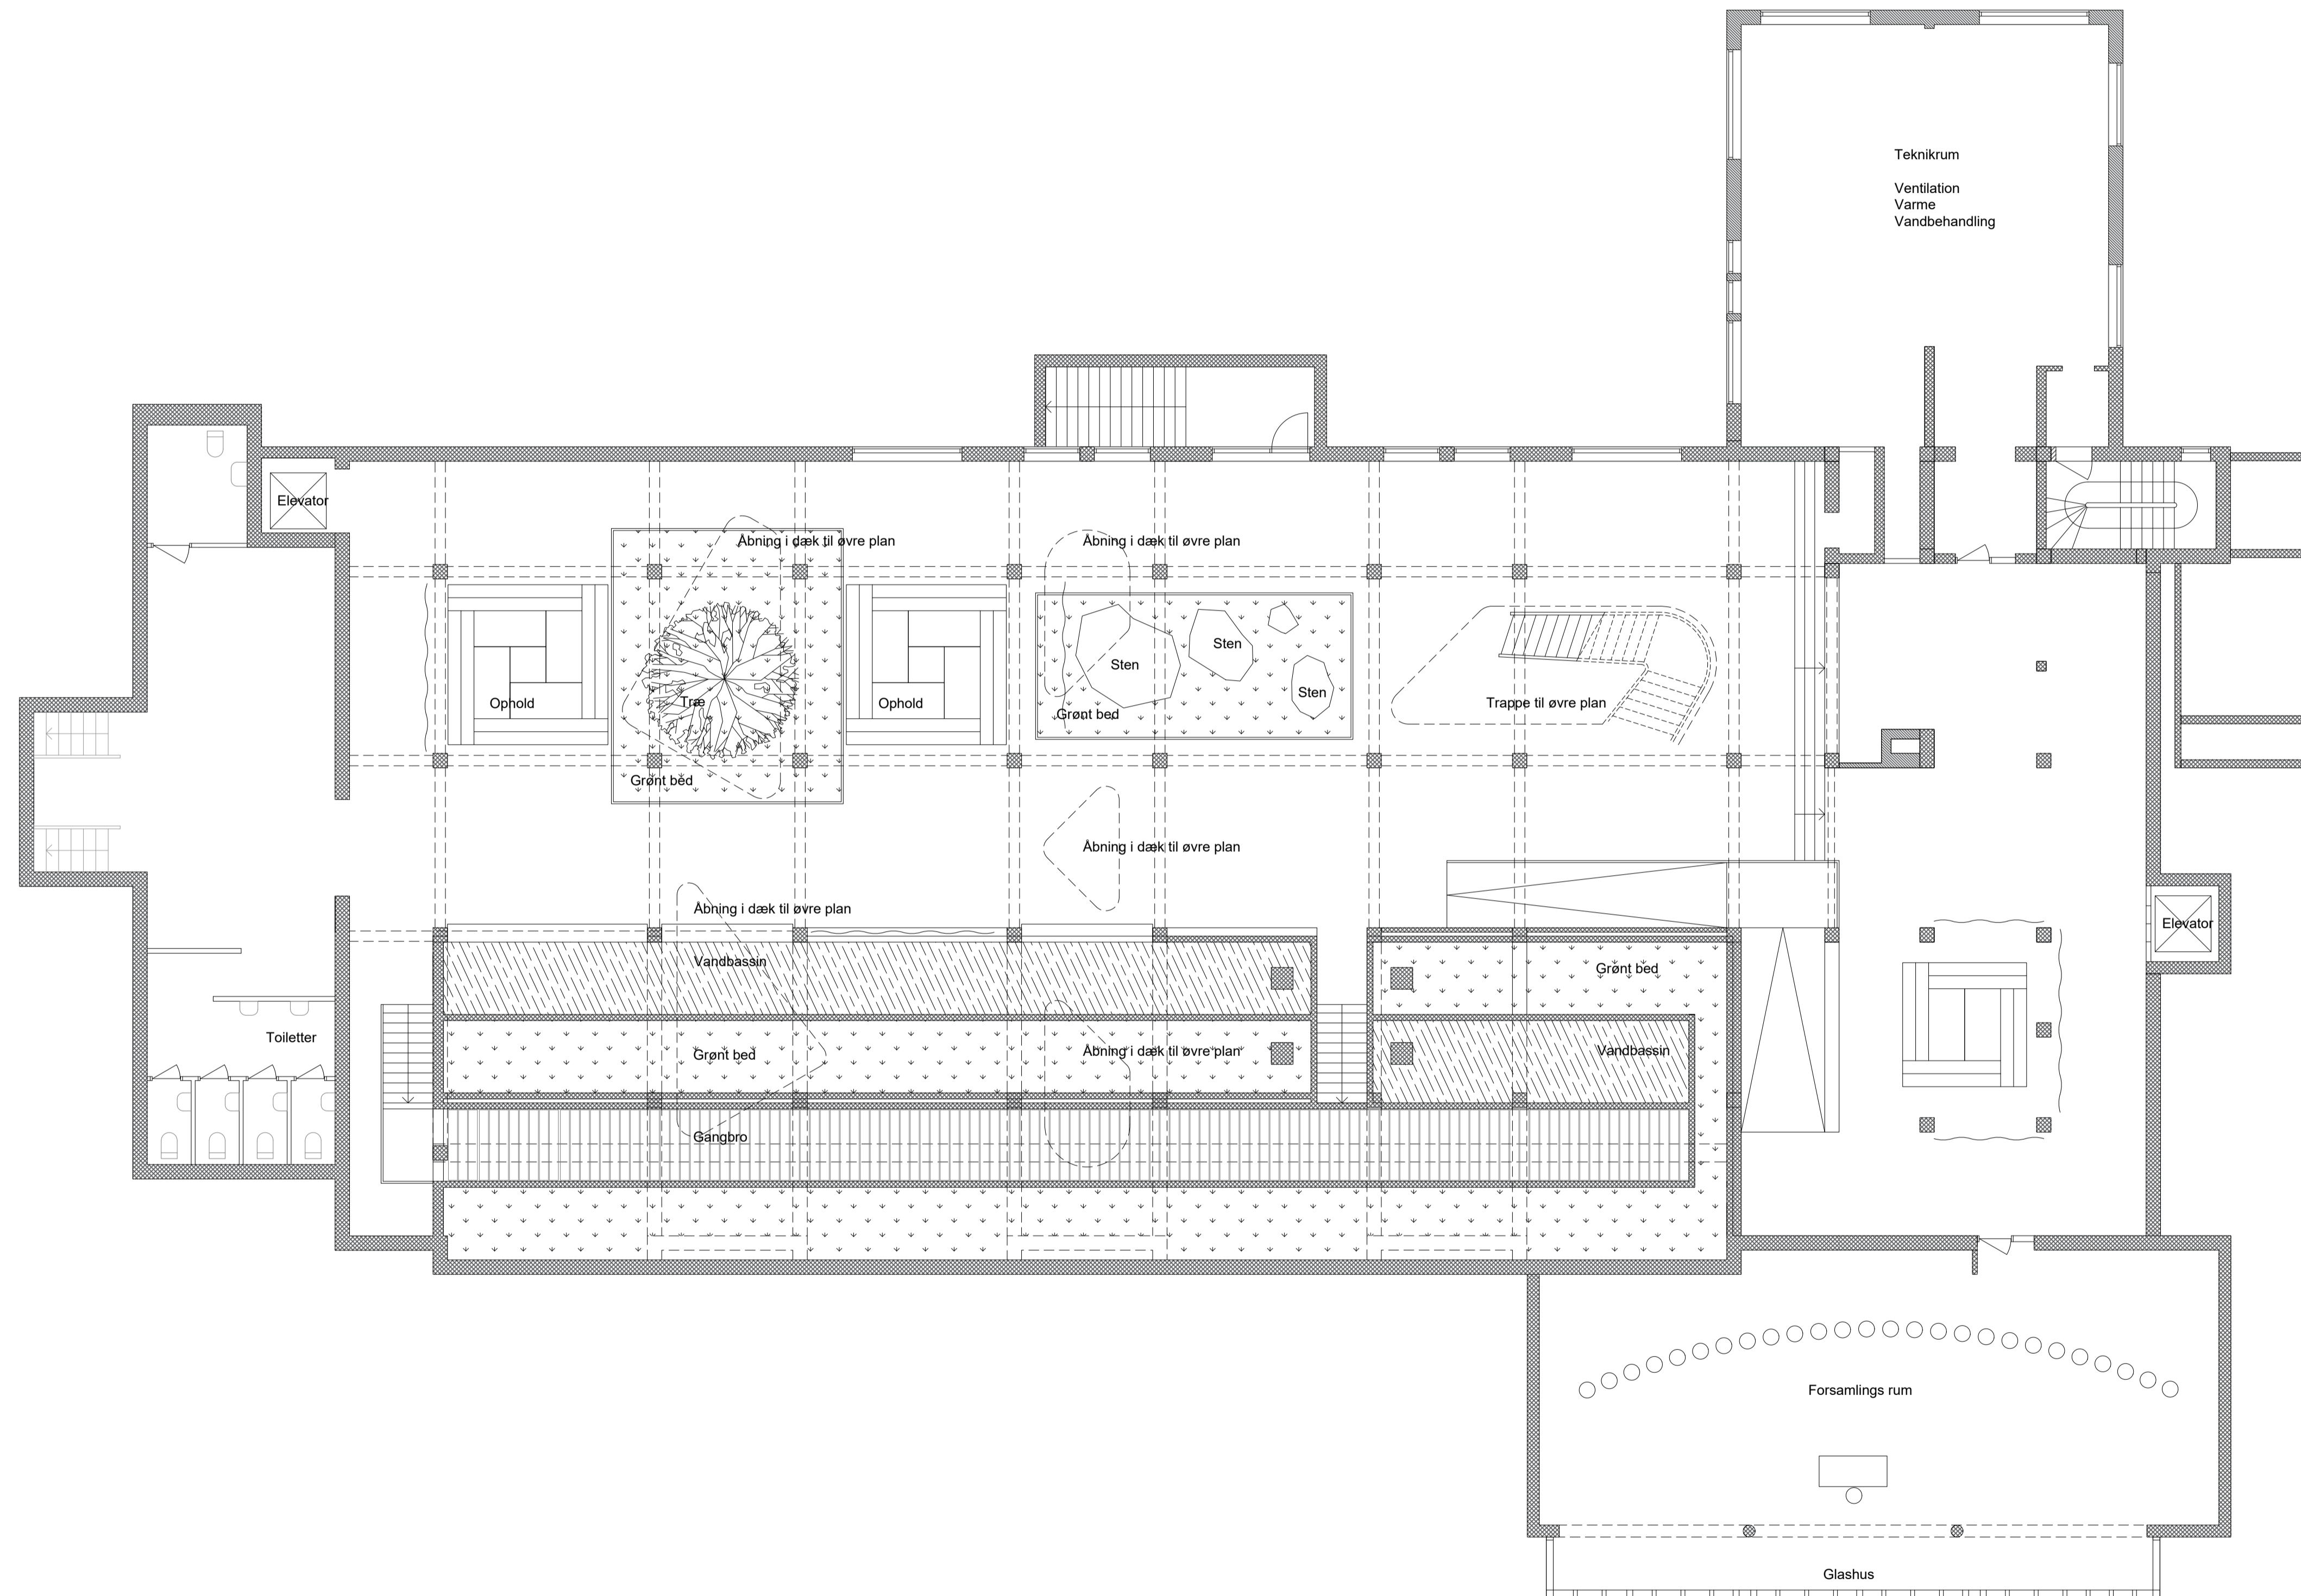 Teknikrum
Ventilation
Varme
Vandbehandling
Elevator
Åbning i dæk til øvre plan
Åbning i dæk til øvre plan
Sten
Sten
Sten
Ophold
Træ
Ophold
Grønt bed
Trappe til øvre plan
Grønt bed
Åbning i dæk til øvre plan
Åbning i dæk til øvre plan
Elevator
Vandbassin
Grønt bed
Toiletter
Grønt bed
Åbning i dæk til øvre plan
Vandbassin
Gangbro
Forsamlings rum
Glashus